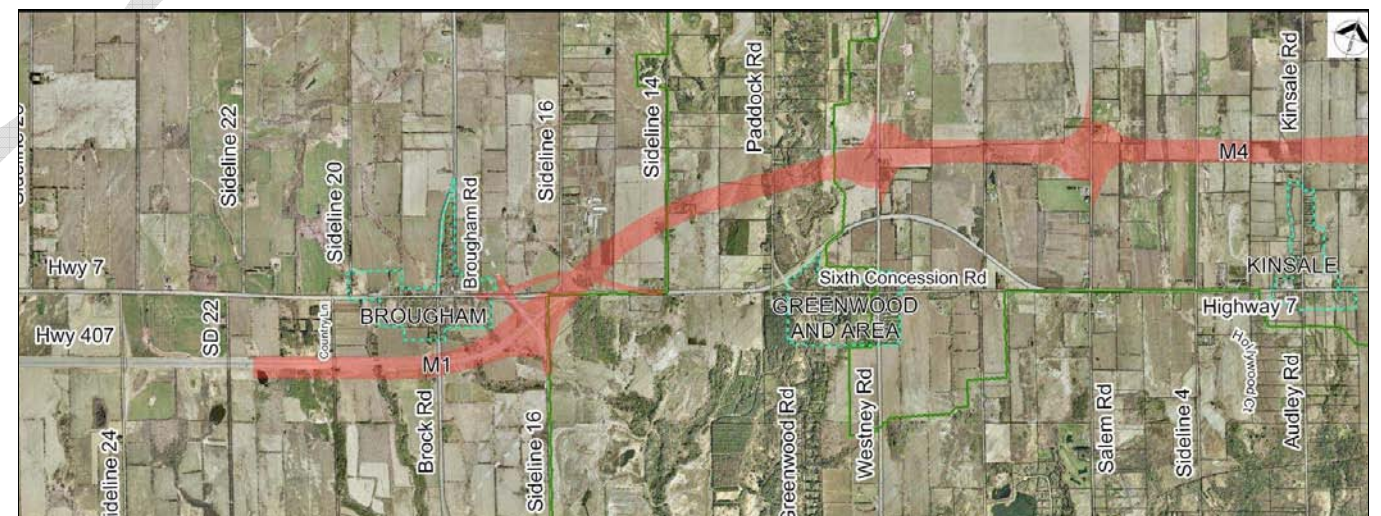 Sideline 22
Sideline 20
Brougham Rd
Sideline 16
Sideline 14
Paddock Rd
Kinsale Rd
M4
Hwy 7
Sixth Concession Rd
KINSALE
BROUGHAM
GREENWOOD
AND AREA
Highway 7
Hwy 407
SD 22
Country Ln
M1
Hollywood Ct
Sideline 24
Brock Rd
Sideline 16
Greenwood Rd
Westney Rd
Salem Rd
Sideline 4
Audley Rd